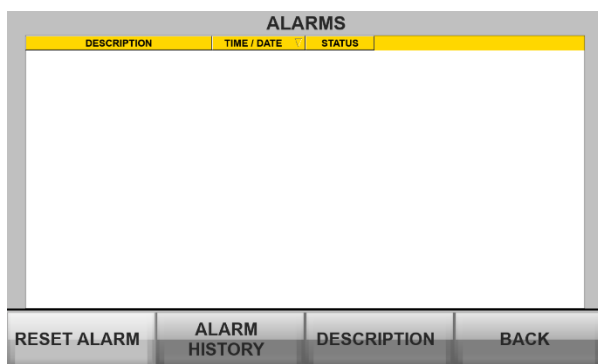 ALARMS
DESCRIPTION TIME / DATE STATUS
RESET ALARM
ALARM
HISTORY
DESCRIPTION
BACK